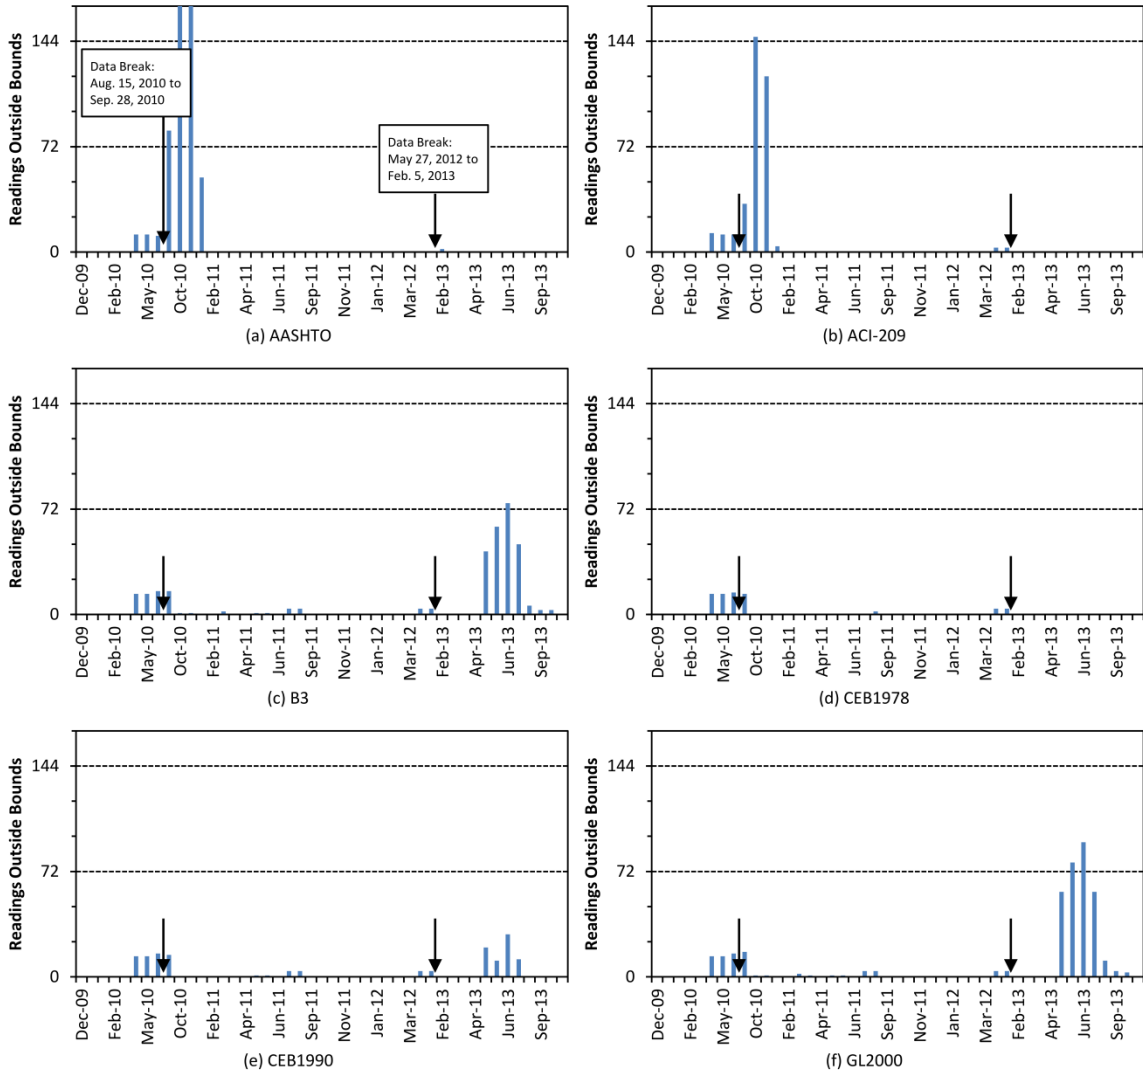 Readings Outside Bounds
144
72
0
Data Break:
Aug. 15, 2010 to
Sep. 28, 2010
Data Break:
May 27, 2012 to
Feb. 5, 2013
Dec-09 Feb-10 May-10 Oct-10 Feb-11 Apr-11 Jun-11 Sep-11 Nov-11 Jan-12 Mar-12 Feb-13 Apr-13 Jun-13 Sep-13
(a) AASHTO
Readings Outside Bounds
144
72
0
Dec-09 Feb-10 May-10 Oct-10 Feb-11 Apr-11 Jun-11 Sep-11 Nov-11 Jan-12 Mar-12 Feb-13 Apr-13 Jun-13 Sep-13
(b) ACI-209
Readings Outside Bounds
144
72
0
Dec-09 Feb-10 May-10 Oct-10 Feb-11 Apr-11 Jun-11 Sep-11 Nov-11 Jan-12 Mar-12 Feb-13 Apr-13 Jun-13 Sep-13
(c) B3
Readings Outside Bounds
144
72
0
Dec-09 Feb-10 May-10 Oct-10 Feb-11 Apr-11 Jun-11 Sep-11 Nov-11 Jan-12 Mar-12 Feb-13 Apr-13 Jun-13 Sep-13
(d) CEB1978
Readings Outside Bounds
144
72
0
Dec-09 Feb-10 May-10 Oct-10 Feb-11 Apr-11 Jun-11 Sep-11 Nov-11 Jan-12 Mar-12 Feb-13 Apr-13 Jun-13 Sep-13
(e) CEB1990
Readings Outside Bounds
144
72
0
Dec-09 Feb-10 May-10 Oct-10 Feb-11 Apr-11 Jun-11 Sep-11 Nov-11 Jan-12 Mar-12 Feb-13 Apr-13 Jun-13 Sep-13
(f) GL2000